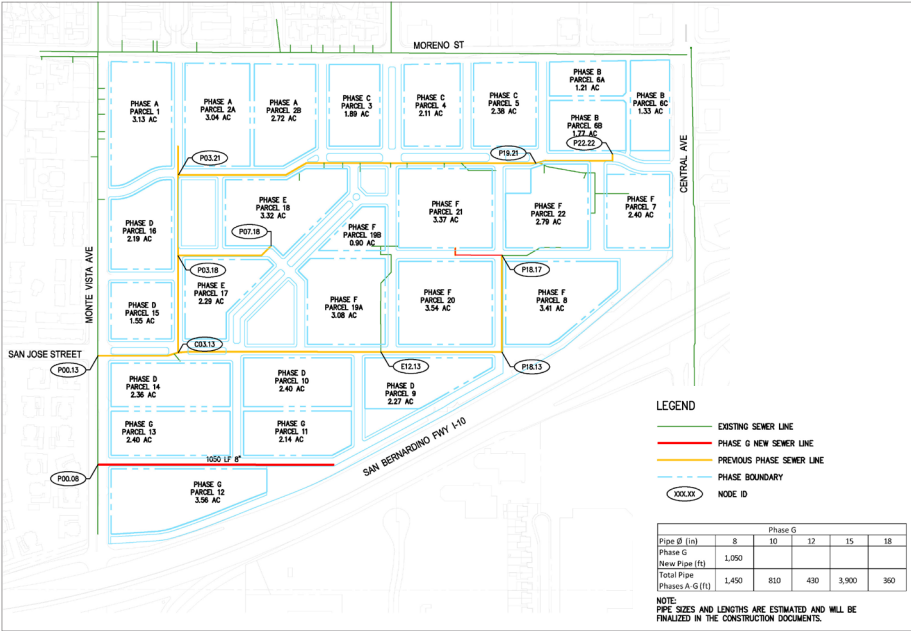 MORENO ST
PHASE A
PARCEL 1
3.13 AC
PHASE A
PARCEL 2A
3.04 AC
PHASE A
PARCEL 2B
2.72 AC
PHASE C
PARCEL 3
1.89 AC
PHASE C
PARCEL 4
2.11 AC
PHASE C
PARCEL 5
2.38 AC
PHASE B
PARCEL 6A
1.21 AC
PHASE B
PARCEL 6C
1.33 AC
PHASE B
PARCEL 6B
1.77 AC
P22.22
P19.21
P03.21
CENTRAL AVE
PHASE E
PARCEL 18
3.32 AC
PHASE F
PARCEL 21
3.37 AC
PHASE F
PARCEL 22
2.79 AC
PHASE F
PARCEL 7
2.40 AC
PHASE D
PARCEL 16
2.19 AC
P07.18
PHASE F
PARCEL 19B
0.90 AC
MONTE VISTA AVE
P03.18
P18.17
PHASE E
PARCEL 17
2.29 AC
PHASE D
PARCEL 15
1.55 AC
PHASE F
PARCEL 19A
3.08 AC
PHASE F
PARCEL 20
3.54 AC
PHASE F
PARCEL 8
3.41 AC
C03.13
SAN JOSE STREET
P00.13
E12.13
P18.13
PHASE D
PARCEL 14
2.36 AC
PHASE D
PARCEL 10
2.40 AC
PHASE D
PARCEL 9
2.27 AC
PHASE G
PARCEL 13
2.40 AC
PHASE G
PARCEL 11
2.14 AC
SAN BERNARDINO FWY I-10
1050 LF 8"
P00.08
PHASE G
PARCEL 12
3.56 AC
LEGEND
EXISTING SEWER LINE
PHASE G NEW SEWER LINE
PREVIOUS PHASE SEWER LINE
PHASE BOUNDARY
XXX.XX NODE ID
Phase G
Pipe Ø (in) 8 10 12 15 18
Phase G
New Pipe (ft) 1,050
Total Pipe
Phases A-G (ft) 1,450 810 430 3,900 360
NOTE:
PIPE SIZES AND LENGTHS ARE ESTIMATED AND WILL BE
FINALIZED IN THE CONSTRUCTION DOCUMENTS.